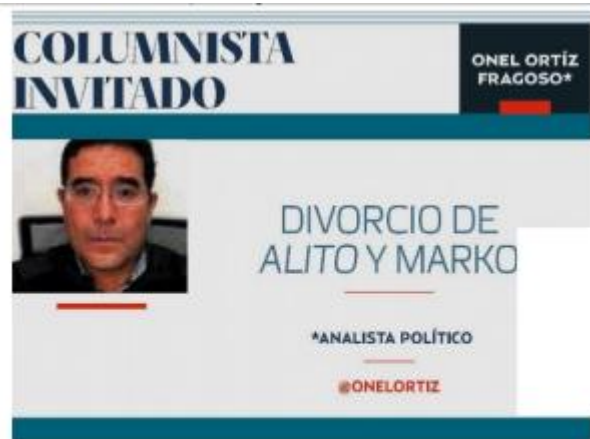 COLUMNISTA
INVITADO
ONEL ORTÍZ
FRAGOSO*
DIVORCIO DE
ALITO Y MARKO
*ANALISTA POLÍTICO
@ONELORTIZ